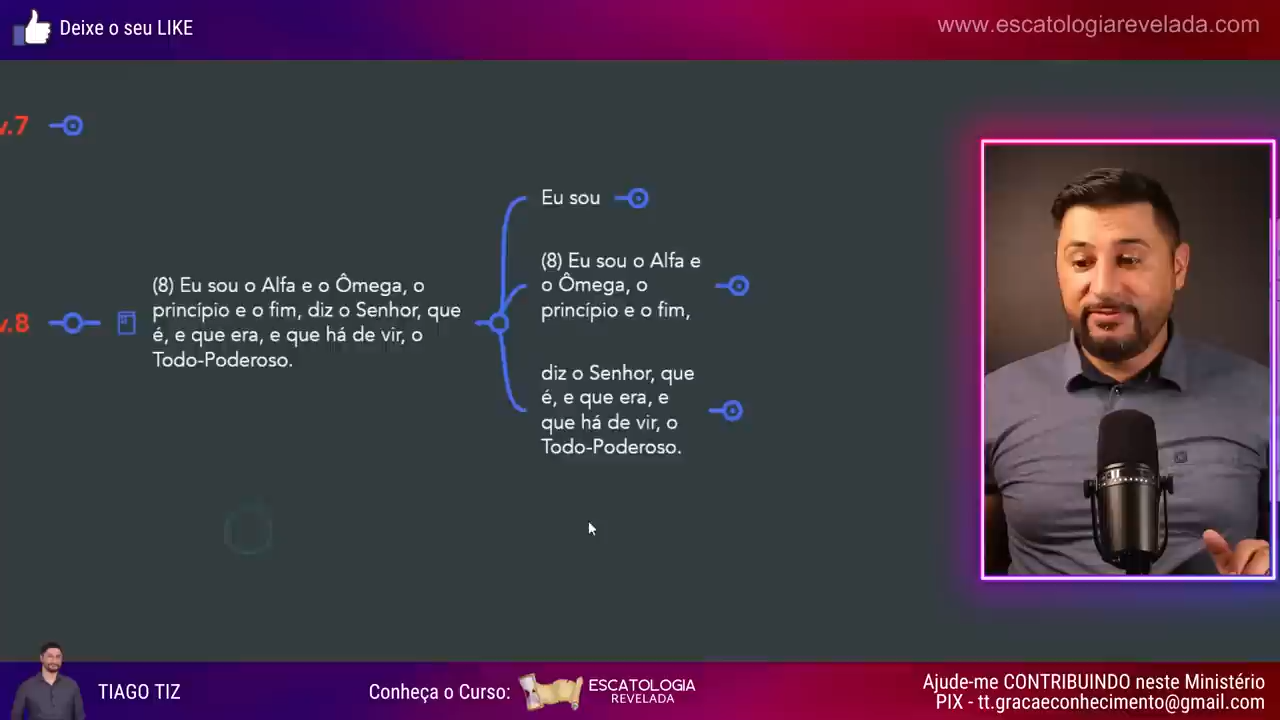 Deixe o seu LIKE
www.escatologiarevelada.com
v.7
Eu sou
(8) Eu sou o Alfa e
o Ômega, o
princípio e o fim,
v.8
(8) Eu sou o Alfa e o Ômega, o
princípio e o fim, diz o Senhor, que
é, e que era, e que há de vir, o
Todo-Poderoso.
diz o Senhor, que
é, e que era, e
que há de vir, o
Todo-Poderoso.
TIAGO TIZ
Conheça o Curso:
ESCATOLOGIA
REVELADA
Ajude-me CONTRIBUINDO neste Ministério
PIX - tt.gracaeconhecimento@gmail.com